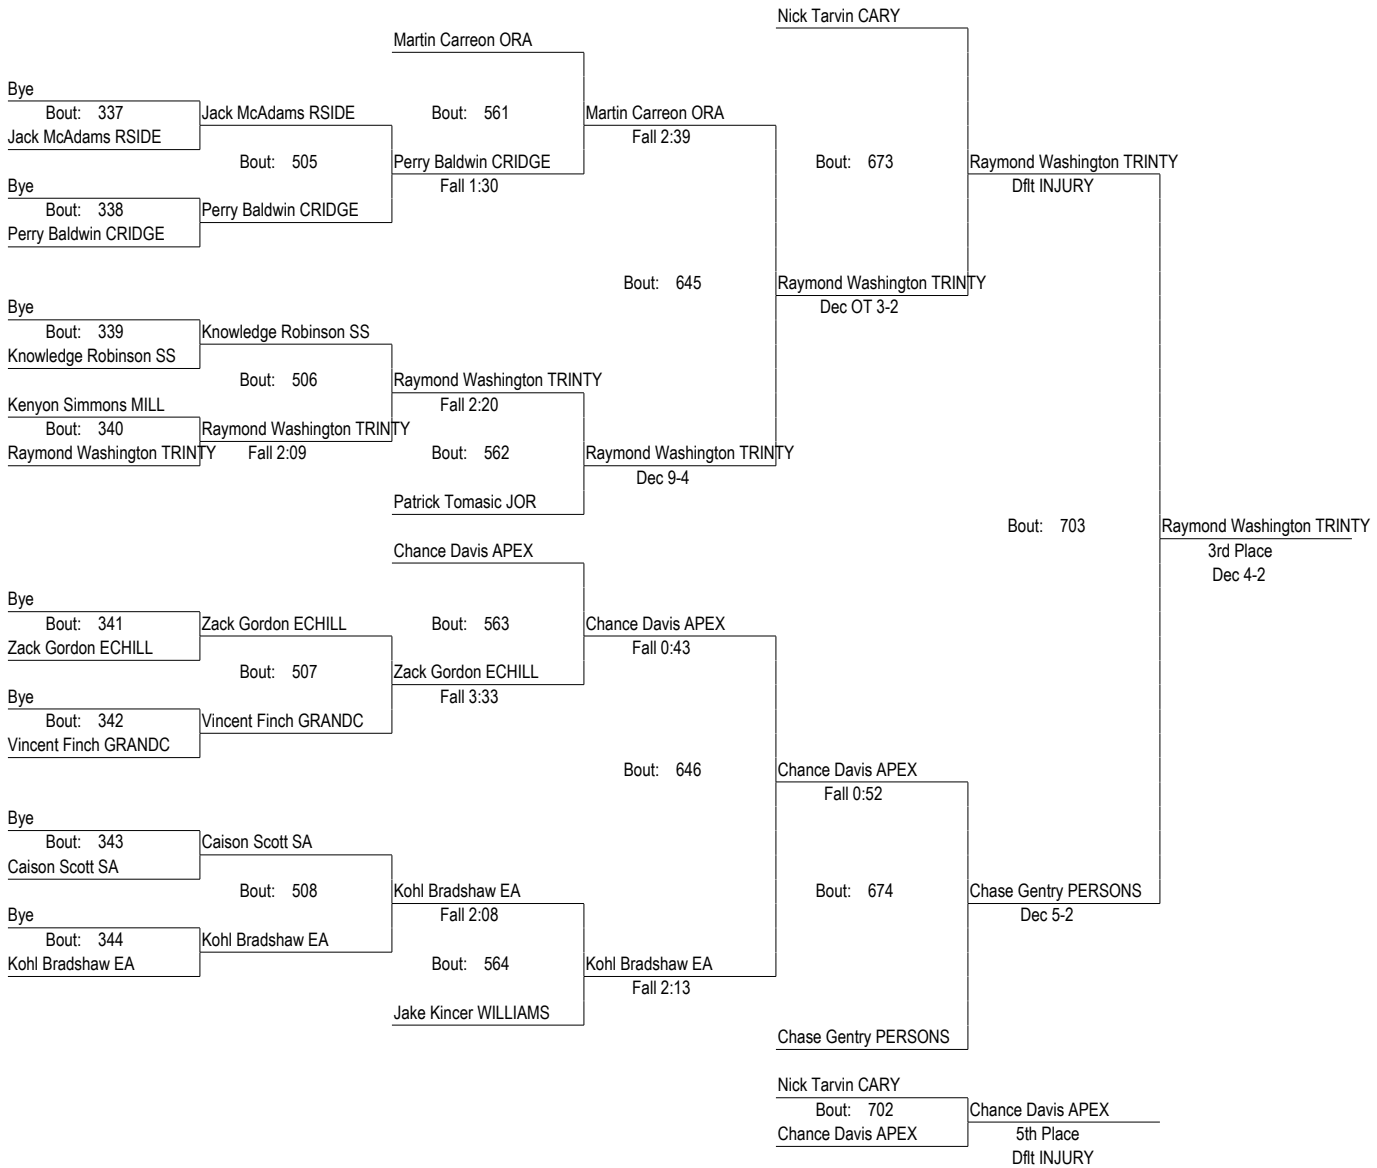 Nick Tarvin CARY
Martin Carreon ORA
Bye
Bout: 337
Jack McAdams RSIDE
Jack McAdams RSIDE
Bout: 561
Martin Carreon ORA
Fall 2:39
Bout: 505
Perry Baldwin CRIDGE
Fall 1:30
Bout: 673
Raymond Washington TRINTY
Dflt INJURY
Bye
Bout: 338
Perry Baldwin CRIDGE
Perry Baldwin CRIDGE
Bout: 645
Raymond Washington TRINTY
Dec OT 3-2
Bye
Bout: 339
Knowledge Robinson SS
Knowledge Robinson SS
Bout: 506
Raymond Washington TRINTY
Fall 2:20
Kenyon Simmons MILL
Bout: 340
Raymond Washington TRINTY
Raymond Washington TRINTY
Fall 2:09
Bout: 562
Raymond Washington TRINTY
Dec 9-4
Patrick Tomasic JOR
Bout: 703
Raymond Washington TRINTY
3rd Place
Dec 4-2
Chance Davis APEX
Bye
Bout: 341
Zack Gordon ECHILL
Zack Gordon ECHILL
Bout: 563
Chance Davis APEX
Fall 0:43
Bout: 507
Zack Gordon ECHILL
Fall 3:33
Bye
Bout: 342
Vincent Finch GRANDC
Vincent Finch GRANDC
Bout: 646
Chance Davis APEX
Fall 0:52
Bye
Bout: 343
Caison Scott SA
Caison Scott SA
Bout: 508
Kohl Bradshaw EA
Fall 2:08
Bout: 674
Chase Gentry PERSONS
Dec 5-2
Bye
Bout: 344
Kohl Bradshaw EA
Kohl Bradshaw EA
Bout: 564
Kohl Bradshaw EA
Fall 2:13
Jake Kincer WILLIAMS
Chase Gentry PERSONS
Nick Tarvin CARY
Bout: 702
Chance Davis APEX
Chance Davis APEX
5th Place
Dflt INJURY